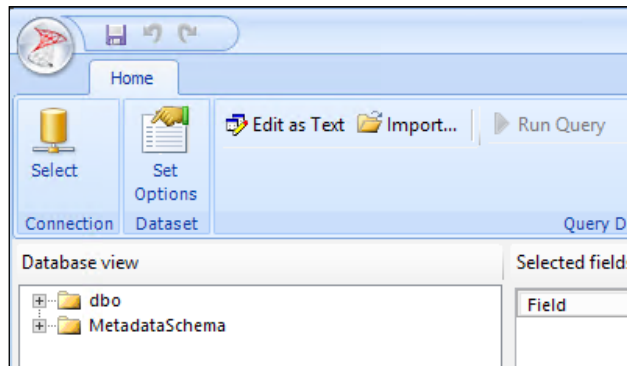 Home
Edit as Text Import... Run Query
Select Set Options
Connection Dataset Query D
Database view Selected field
dbo Field
MetadataSchema